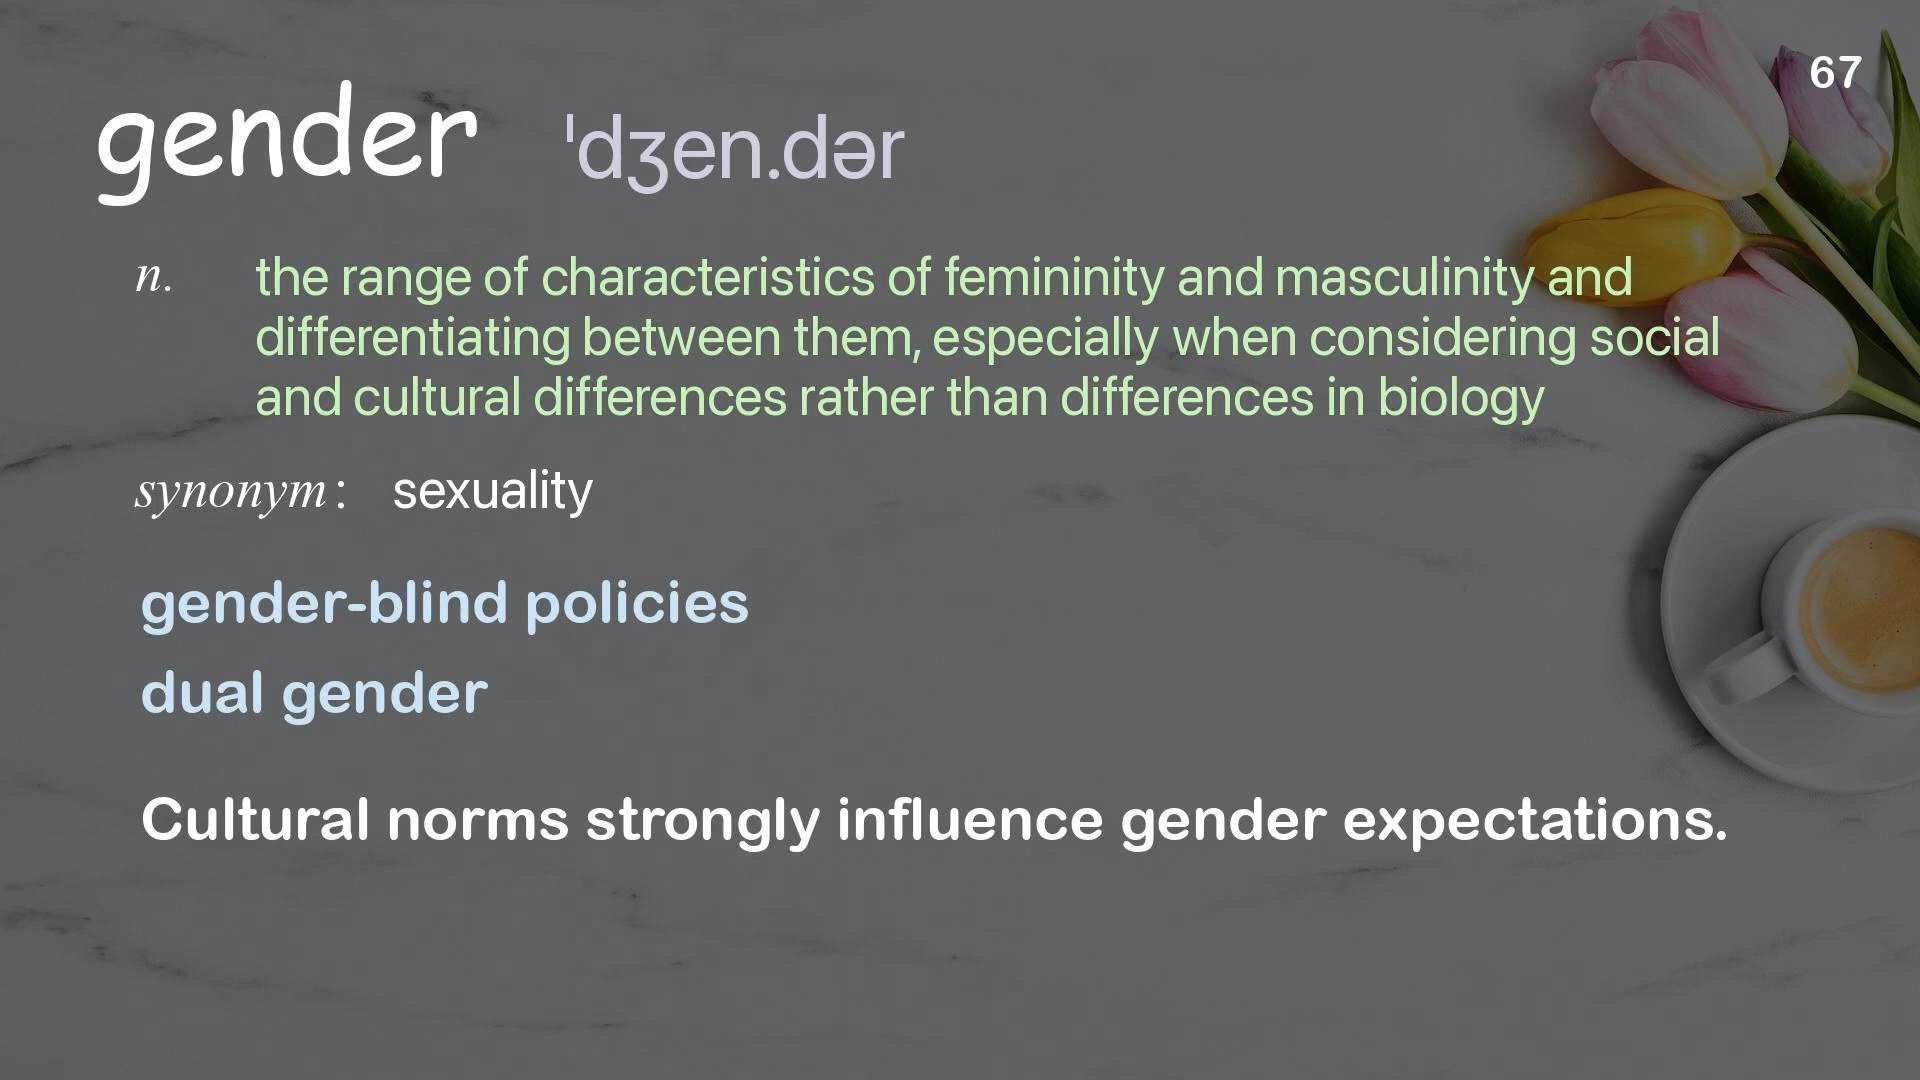 67
gender ˈdʒen.dər
n. the range of characteristics of femininity and masculinity and
differentiating between them, especially when considering social
and cultural differences rather than differences in biology
synonym: sexuality
gender-blind policies
dual gender
Cultural norms strongly influence gender expectations.